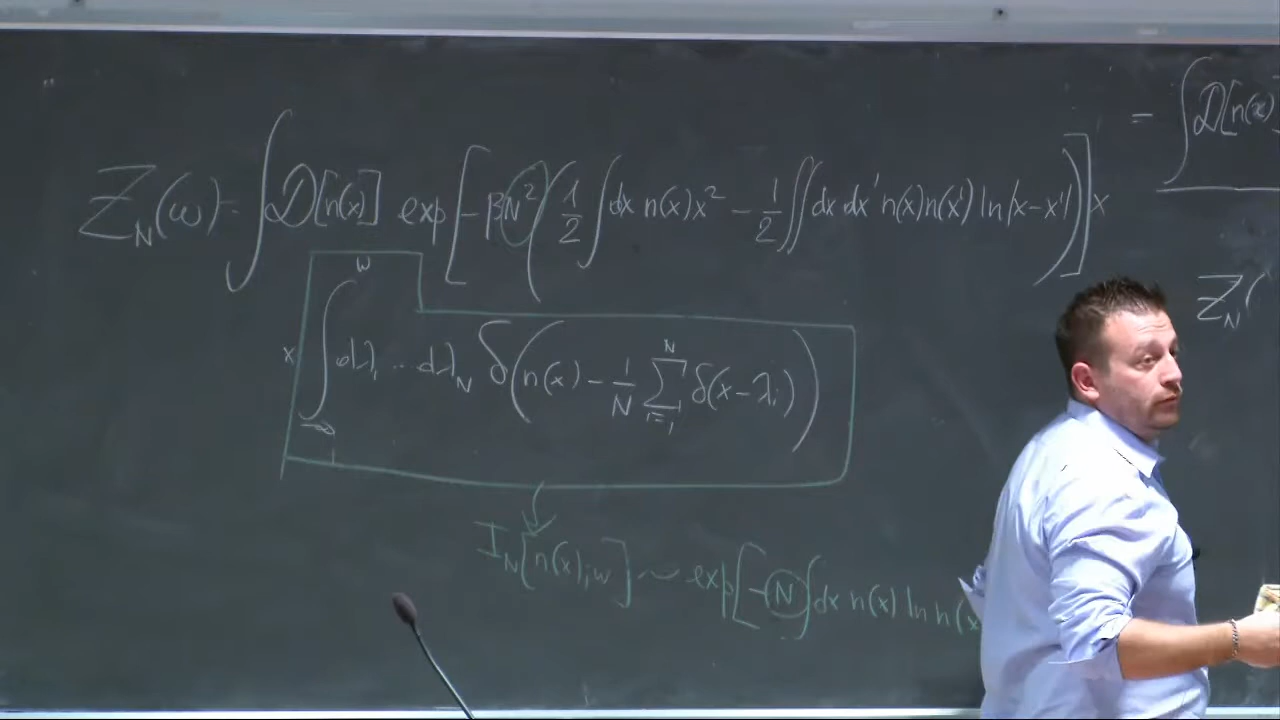 Z_N(ω) = ∫ D[n(x)] exp[-βN²(1/2 ∫dx n(x)x² - 1/2 ∬dx dx' n(x)n(x') ln|x-x'|)] x
x ∫_{-∞}^{w} dλ_1 ... dλ_N δ(n(x) - 1/N ∑_{i=1}^{N} δ(x-λ_i))
I_N[n(x);w] ~ exp[-N∫dx n(x) ln n(x
= ∫ D[n(x)
Z_N(